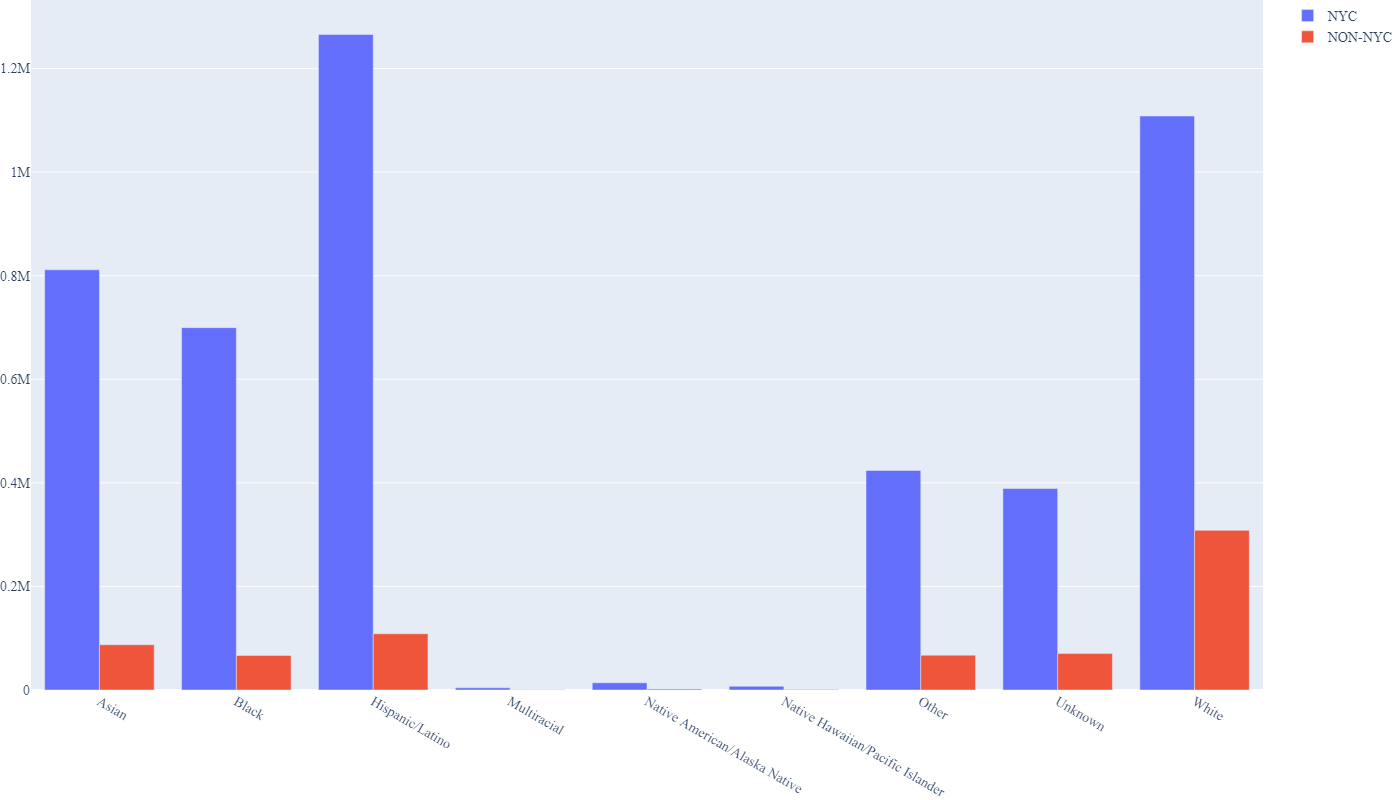 NYC
NON-NYC
1.2M
1M
0.8M
0.6M
0.4M
0.2M
0
Asian
Black
Hispanic/Latino
Multiracial
Native American/Alaska Native
Native Hawaiian/Pacific Islander
Other
Unknown
White